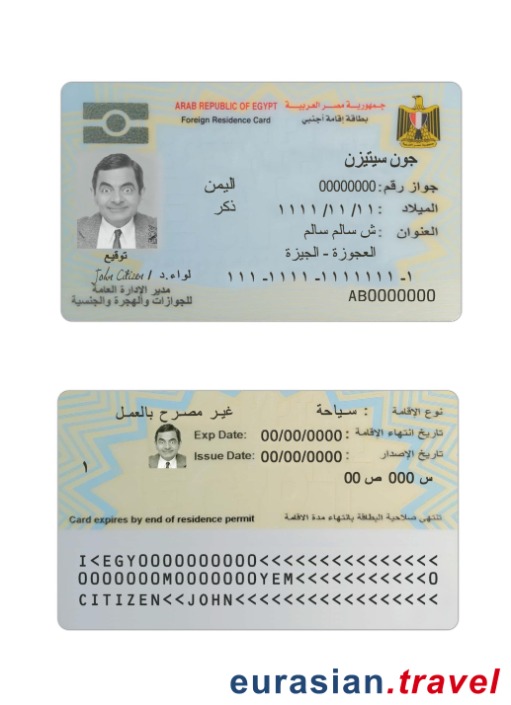 ARAB REPUBLIC OF EGYPT جمهورية مصر العربية
Foreign Residence Card بطاقة إقامة أجنبي
جون سيتيزن
جواز رقم: 00000000 اليمن
الميلاد : ١١/١١/١١١١ ذكر
العنوان : ش سالم سالم
العجوزة - الجيزة
توقيع
John Citizen لواء.د /
١١١ -١١١١ -١١١١١١١ -١
مدير الإدارة العامة
للجوازات والهجرة والجنسية
AB0000000
نوع الاقامة : سياحة غير مصرح بالعمل
Exp Date: 00/00/0000 : تاريخ انتهاء الاقامة
Issue Date: 00/00/0000 : تاريخ الإصدار
١
س 000 ص 00
Card expires by end of residence permit تنتهى صلاحية البطاقة بانتهاء مدة الاقامة
I<EGY0000000000<<<<<<<<<<<<<<<
0000000M0000000YEM<<<<<<<<<<<0
CITIZEN<<JOHN<<<<<<<<<<<<<<<<<
eurasian.travel